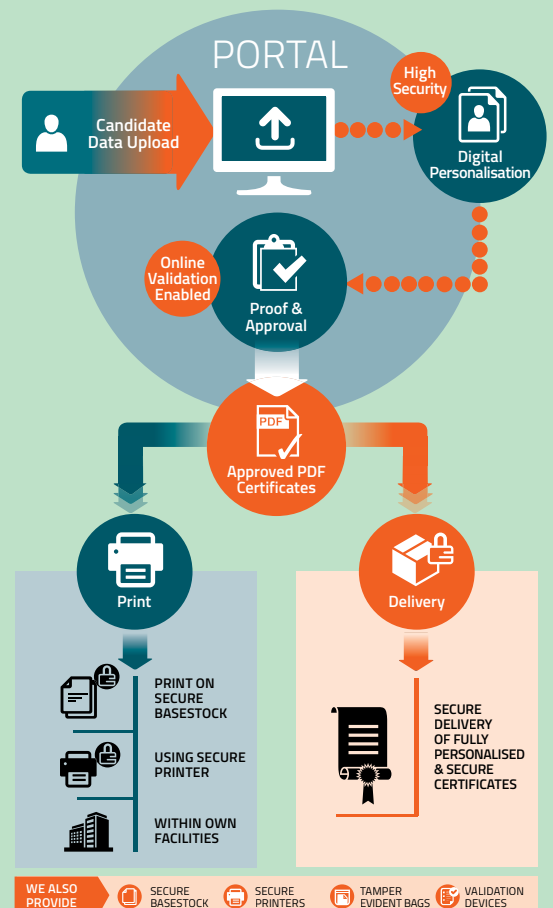 PORTAL
High
Security
Candidate
Data Upload
Digital
Personalisation
Online
Validation
Enabled
Proof &
Approval
PDF
Approved PDF
Certificates
Print
Delivery
PRINT ON
SECURE
BASESTOCK
USING SECURE
PRINTER
WITHIN OWN
FACILITIES
SECURE
DELIVERY
OF FULLY
PERSONALISED
& SECURE
CERTIFICATES
WE ALSO
PROVIDE
SECURE
BASESTOCK
SECURE
PRINTERS
TAMPER
EVIDENT BAGS
VALIDATION
DEVICES